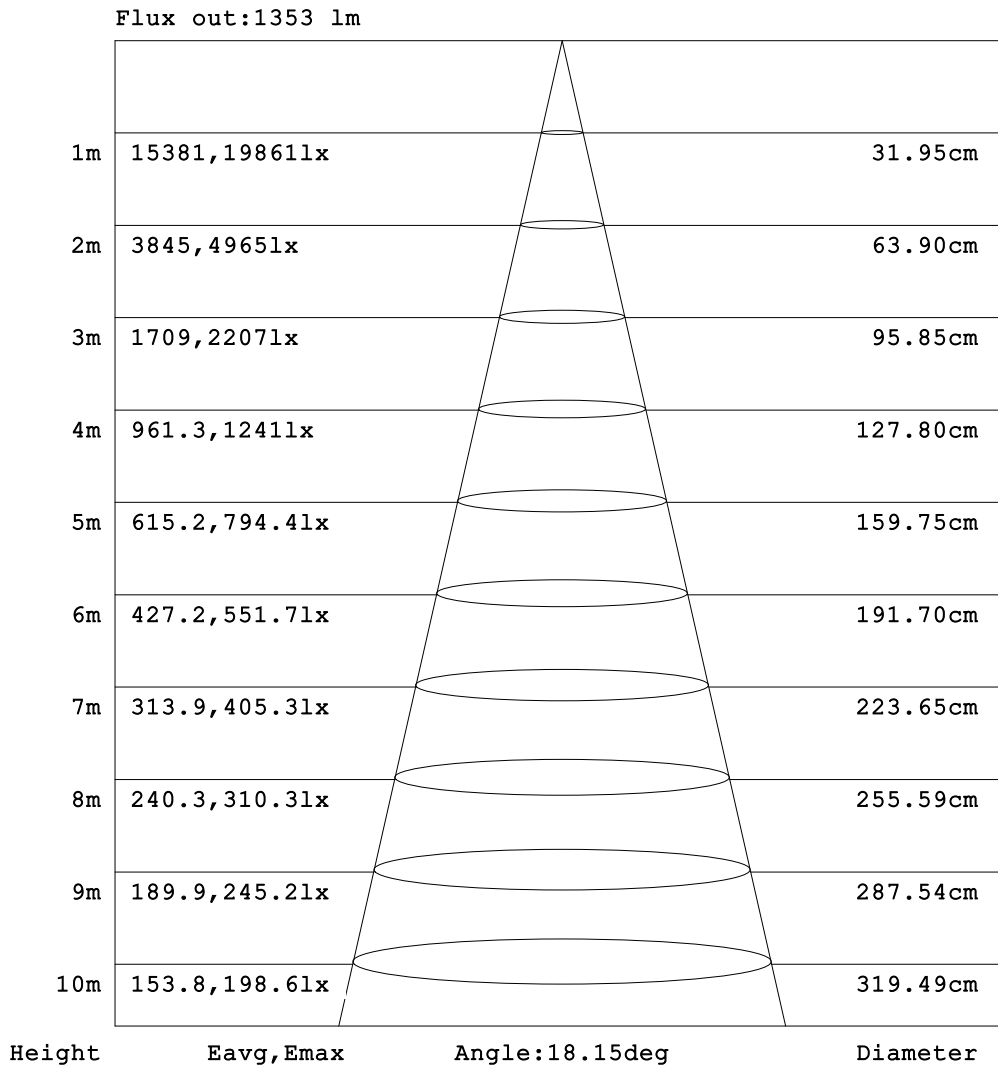 Flux out:1353 lm
1m 15381,19861lx 31.95cm
2m 3845,4965lx 63.90cm
3m 1709,2207lx 95.85cm
4m 961.3,1241lx 127.80cm
5m 615.2,794.4lx 159.75cm
6m 427.2,551.7lx 191.70cm
7m 313.9,405.3lx 223.65cm
8m 240.3,310.3lx 255.59cm
9m 189.9,245.2lx 287.54cm
10m 153.8,198.6lx 319.49cm
Height Eavg,Emax Angle:18.15deg Diameter